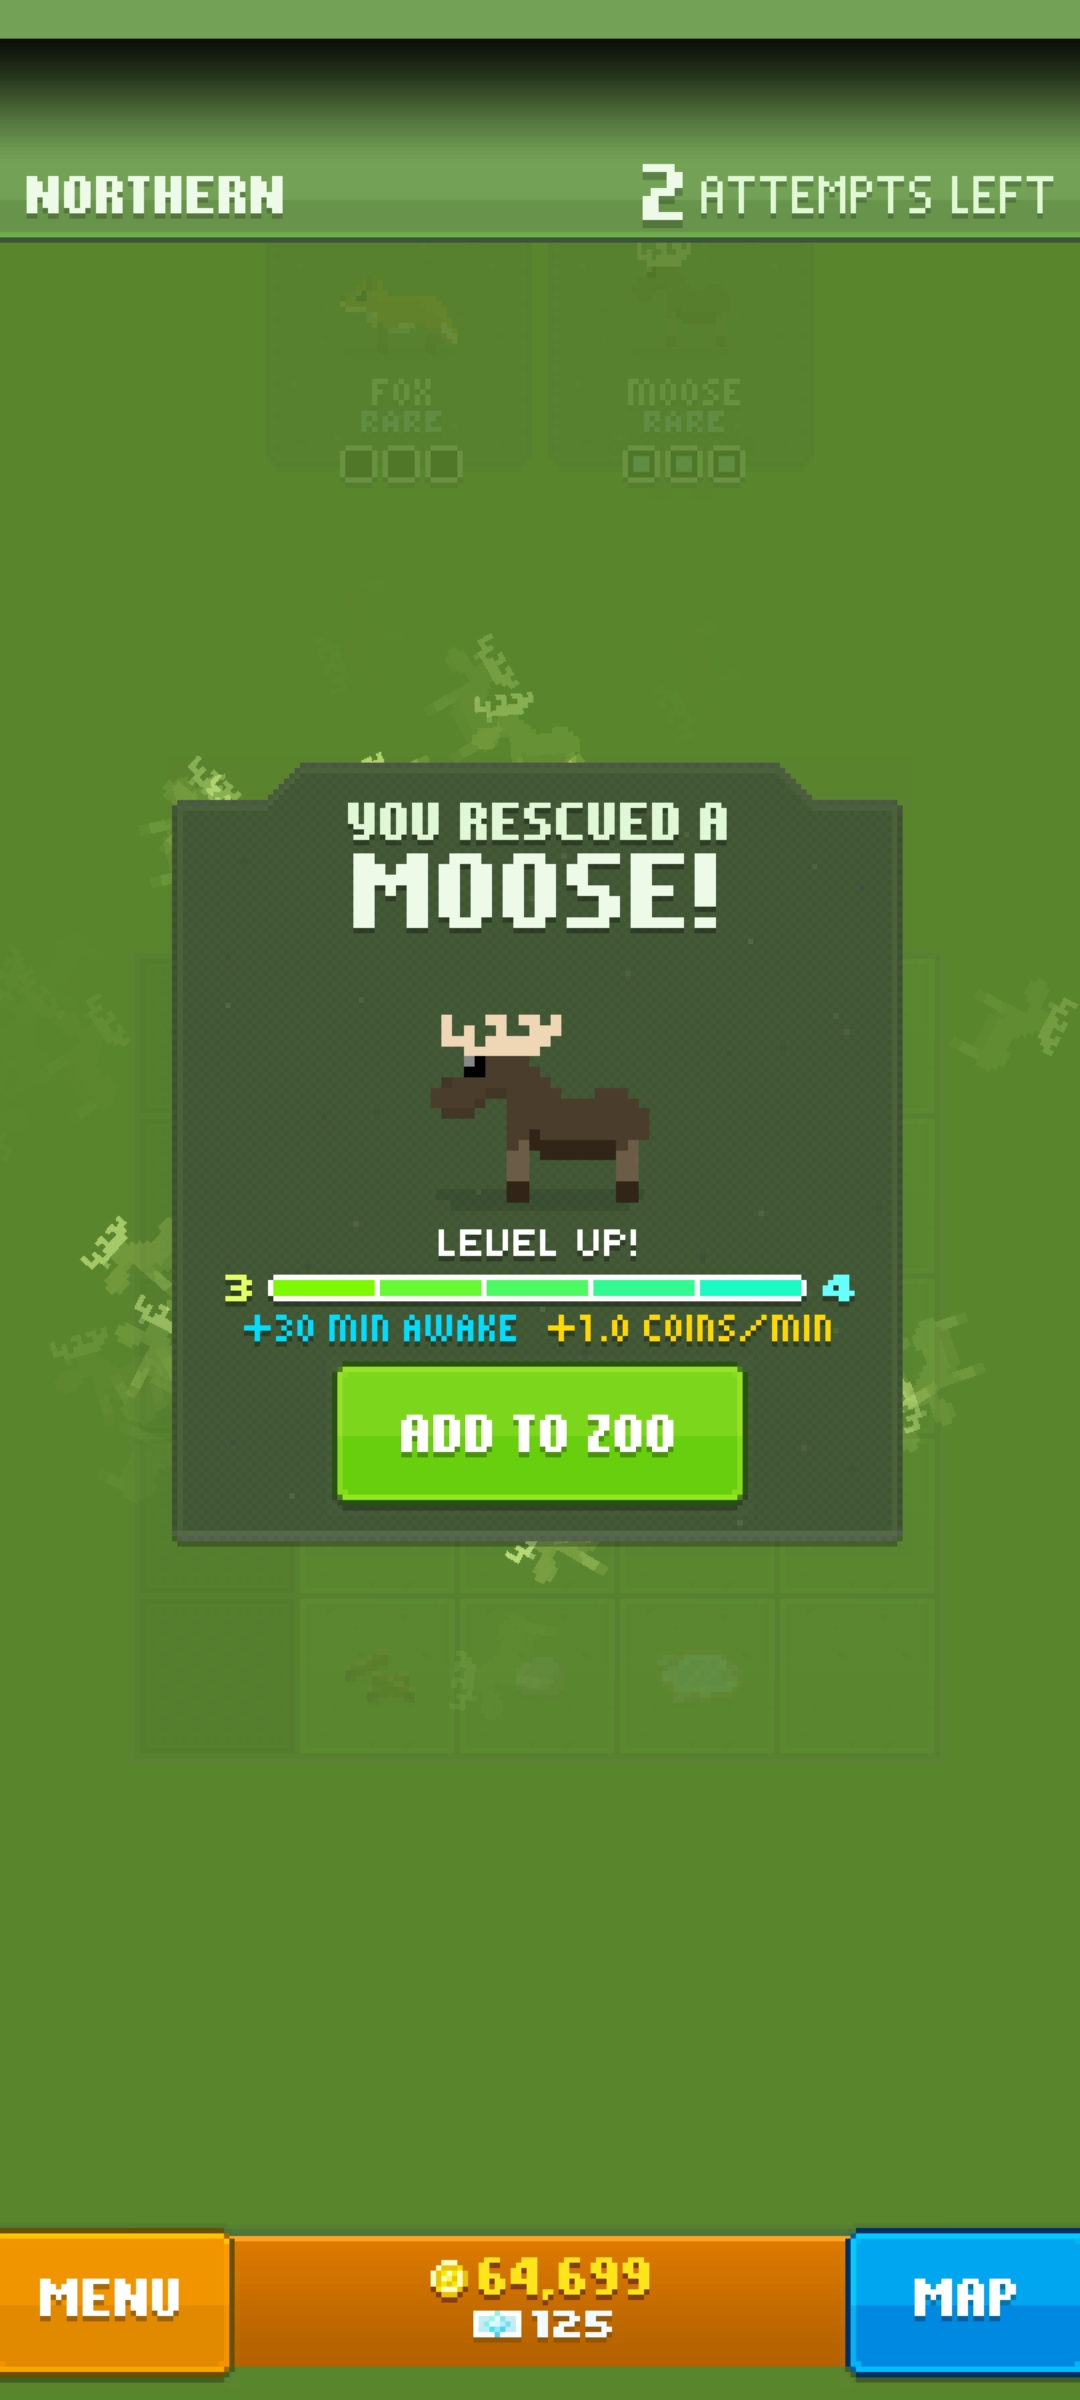 NORTHERN
2 ATTEMPTS LEFT
FOX
RARE
MOOSE
RARE
YOU RESCUED A
MOOSE!
LEVEL UP!
3 4
+30 MIN AWAKE +1.0 COINS/MIN
ADD TO ZOO
MENU
64,699
125
MAP